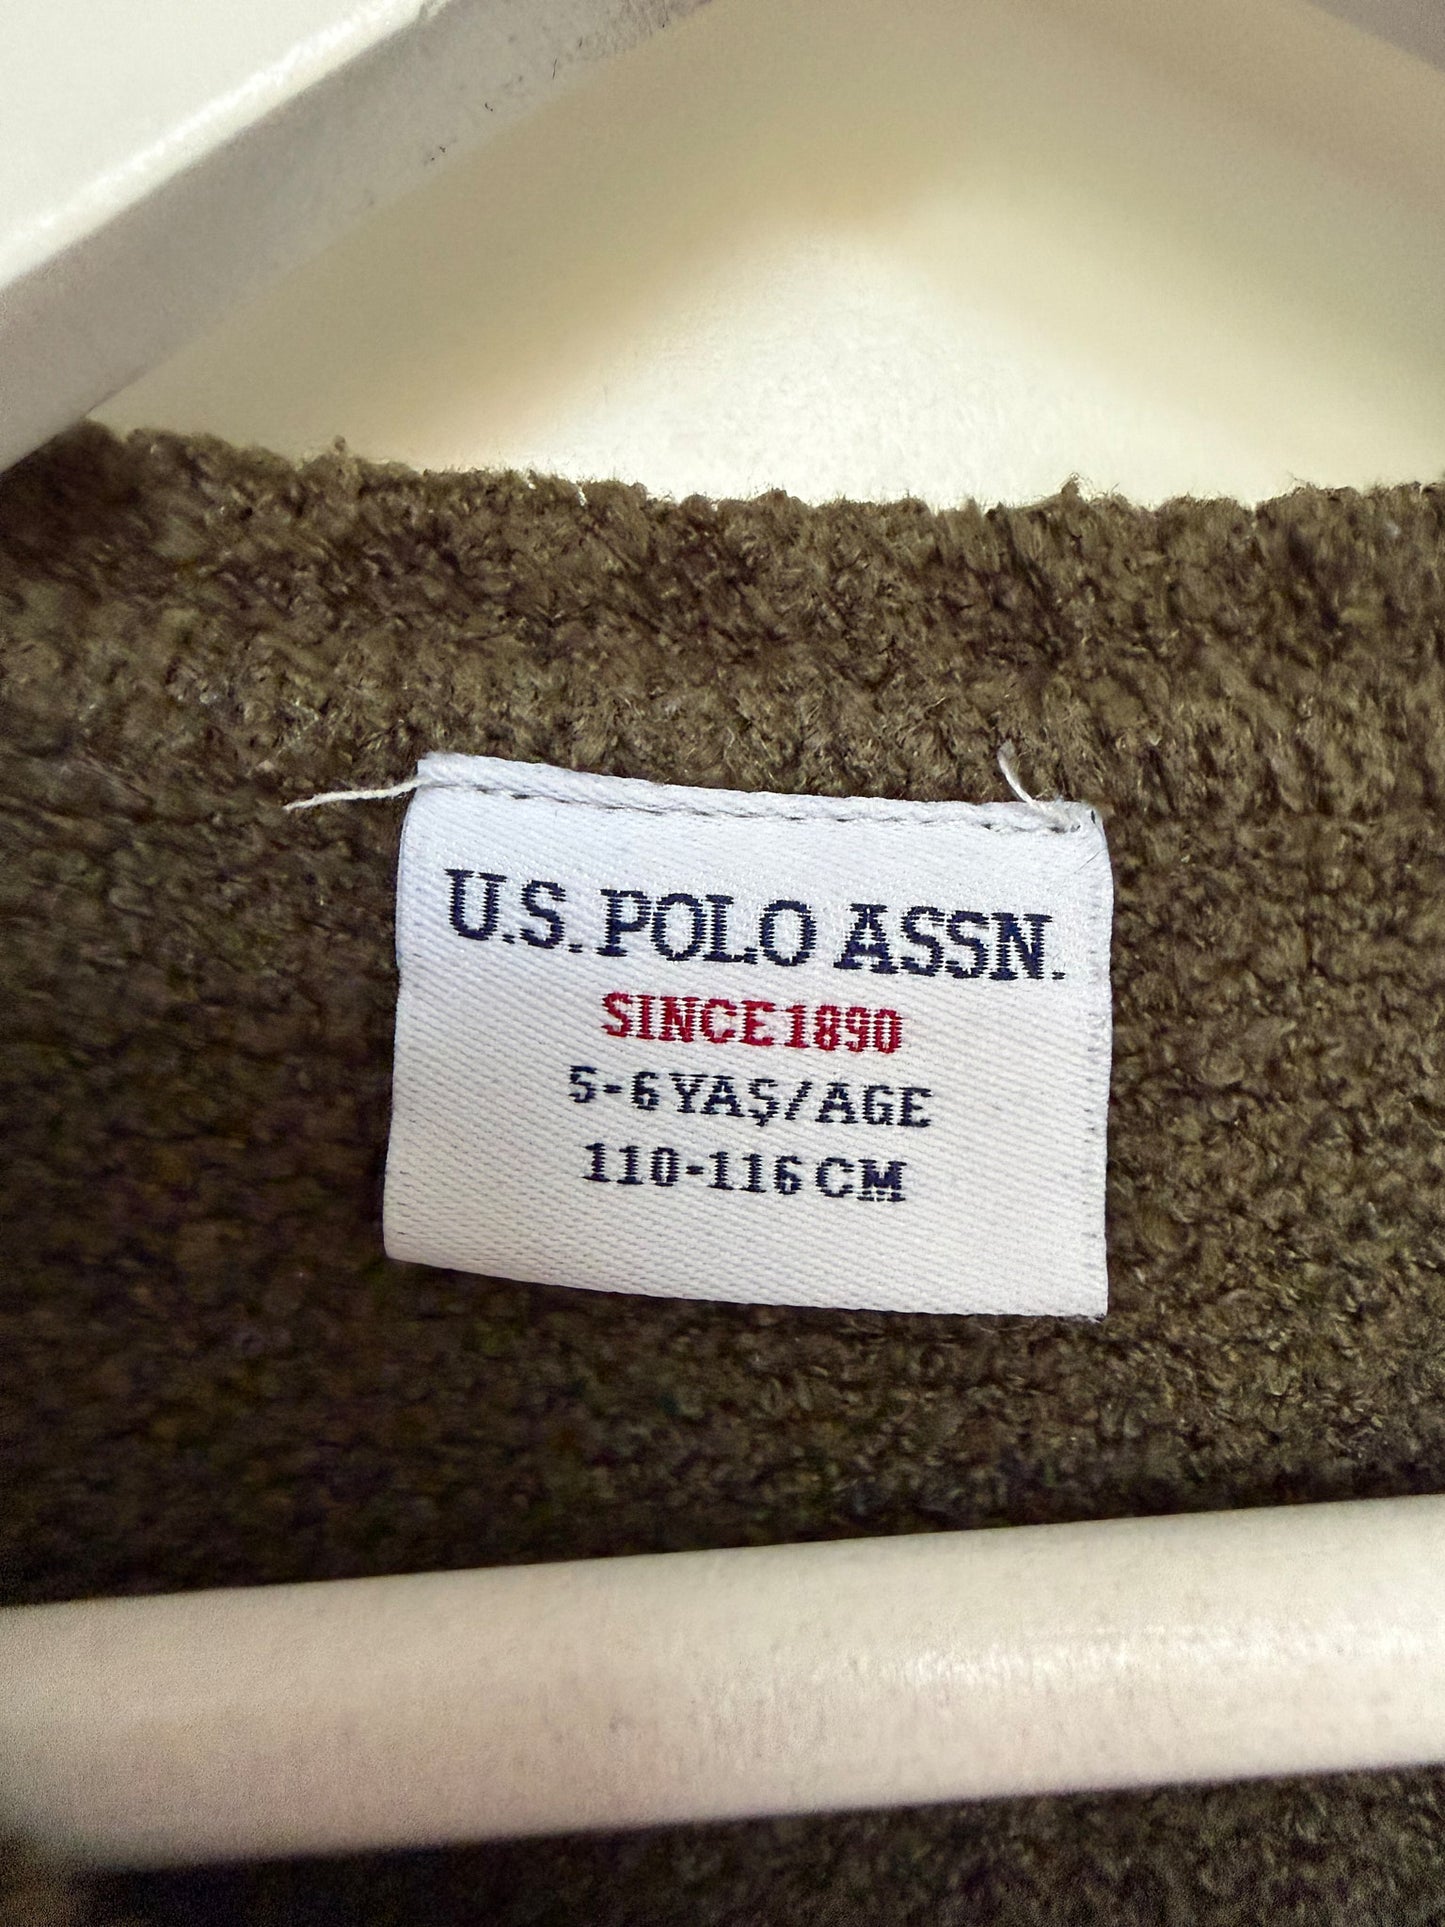 U.S. POLO ASSN.
SINCE 1890
5-6 YAŞ/AGE
110-116 CM